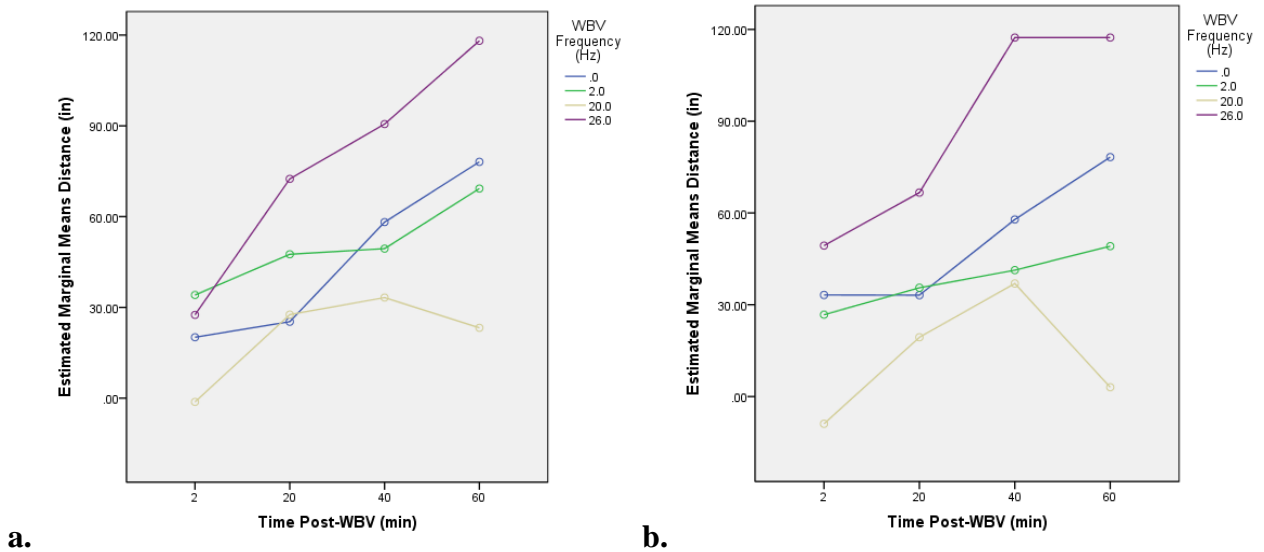 120.00
90.00
60.00
30.00
.00
Estimated Marginal Means Distance (in)
2
20
40
60
Time Post-WBV (min)
WBV
Frequency
(Hz)
.0
2.0
20.0
26.0
a.
120.00
90.00
60.00
30.00
.00
Estimated Marginal Means Distance (in)
2
20
40
60
Time Post-WBV (min)
WBV
Frequency
(Hz)
.0
2.0
20.0
26.0
b.